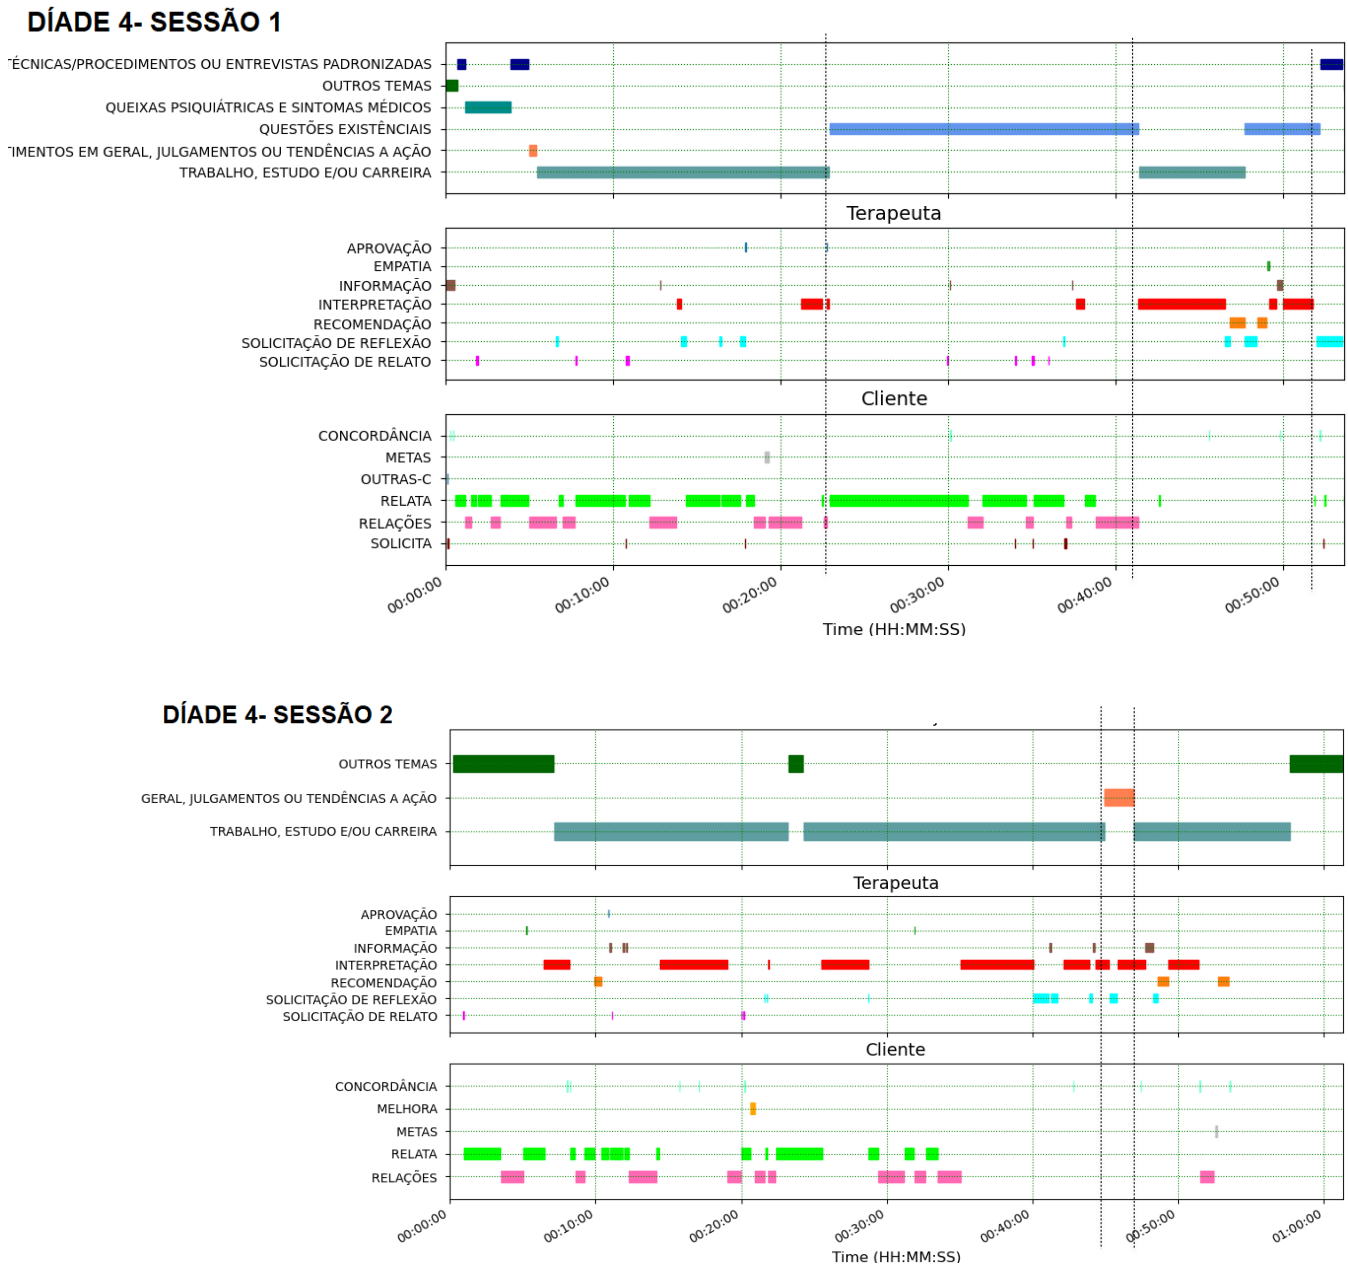 DÍADE 4- SESSÃO 1
TÉCNICAS/PROCEDIMENTOS OU ENTREVISTAS PADRONIZADAS
OUTROS TEMAS
QUEIXAS PSIQUIÁTRICAS E SINTOMAS MÉDICOS
QUESTÕES EXISTÊNCIAIS
TIMENTOS EM GERAL, JULGAMENTOS OU TENDÊNCIAS A AÇÃO
TRABALHO, ESTUDO E/OU CARREIRA
Terapeuta
APROVAÇÃO
EMPATIA
INFORMAÇÃO
INTERPRETAÇÃO
RECOMENDAÇÃO
SOLICITAÇÃO DE REFLEXÃO
SOLICITAÇÃO DE RELATO
Cliente
CONCORDÂNCIA
METAS
OUTRAS-C
RELATA
RELAÇÕES
SOLICITA
00:00:00 00:10:00 00:20:00 00:30:00 00:40:00 00:50:00
Time (HH:MM:SS)
DÍADE 4- SESSÃO 2
OUTROS TEMAS
GERAL, JULGAMENTOS OU TENDÊNCIAS A AÇÃO
TRABALHO, ESTUDO E/OU CARREIRA
Terapeuta
APROVAÇÃO
EMPATIA
INFORMAÇÃO
INTERPRETAÇÃO
RECOMENDAÇÃO
SOLICITAÇÃO DE REFLEXÃO
SOLICITAÇÃO DE RELATO
Cliente
CONCORDÂNCIA
MELHORA
METAS
RELATA
RELAÇÕES
00:00:00 00:10:00 00:20:00 00:30:00 00:40:00 00:50:00 01:00:00
Time (HH:MM:SS)